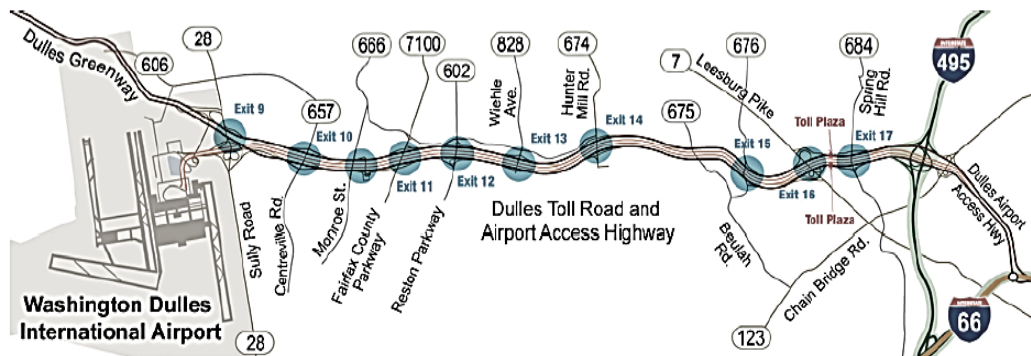 Dulles Greenway
606
28
Exit 9
657
Exit 10
Sully Road
Centreville Rd.
666
Monroe St.
7100
Exit 11
Fairfax County
Parkway
602
Exit 12
Reston Parkway
828
Wiehle
Ave.
Exit 13
674
Hunter
Mill Rd.
Exit 14
Dulles Toll Road and
Airport Access Highway
7
Leesburg Pike
675
676
Exit 15
Beulah
Rd.
Exit 16
Toll Plaza
Toll Plaza
684
Spring
Hill Rd.
Exit 17
INTERSTATE
495
Dulles Airport
Access Hwy
Chain Bridge Rd.
123
INTERSTATE
66
Washington Dulles
International Airport
28